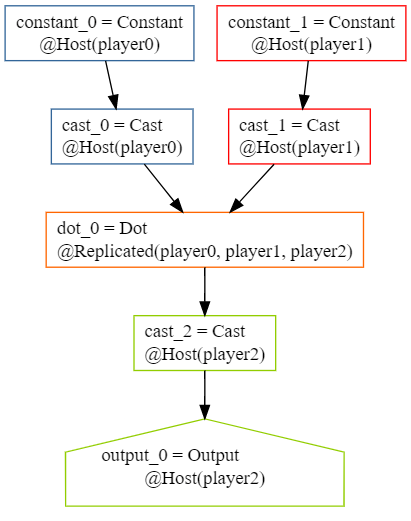 constant_0 = Constant
@Host(player0)
constant_1 = Constant
@Host(player1)
cast_0 = Cast
@Host(player0)
cast_1 = Cast
@Host(player1)
dot_0 = Dot
@Replicated(player0, player1, player2)
cast_2 = Cast
@Host(player2)
output_0 = Output
@Host(player2)